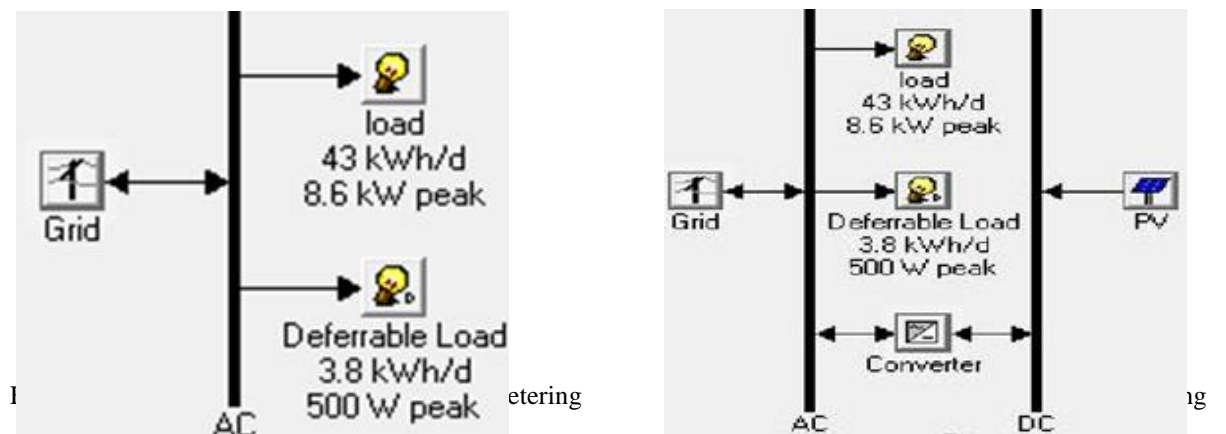 load
43 kWh/d
8.6 kW peak
Grid
Deferrable Load
3.8 kWh/d
500 W peak
AC
etering
load
43 kWh/d
8.6 kW peak
Grid
Deferrable Load
3.8 kWh/d
500 W peak
PV
Converter
AC
DC
ng